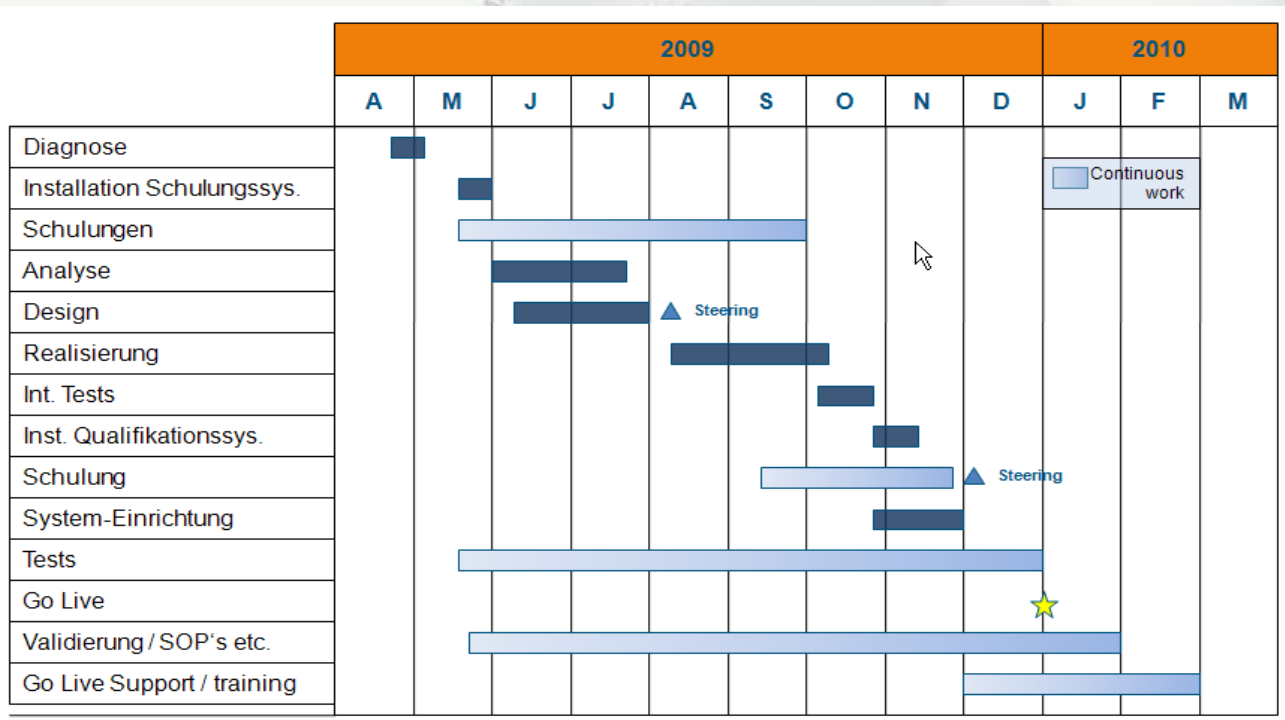 2009 2010
A M J J A S O N D J F M
Diagnose
Continuous
work
Installation Schulungssys.
Schulungen
Analyse
Design
Steering
Realisierung
Int. Tests
Inst. Qualifikationssys.
Schulung
Steering
System-Einrichtung
Tests
Go Live
Validierung / SOP‘s etc.
Go Live Support / training